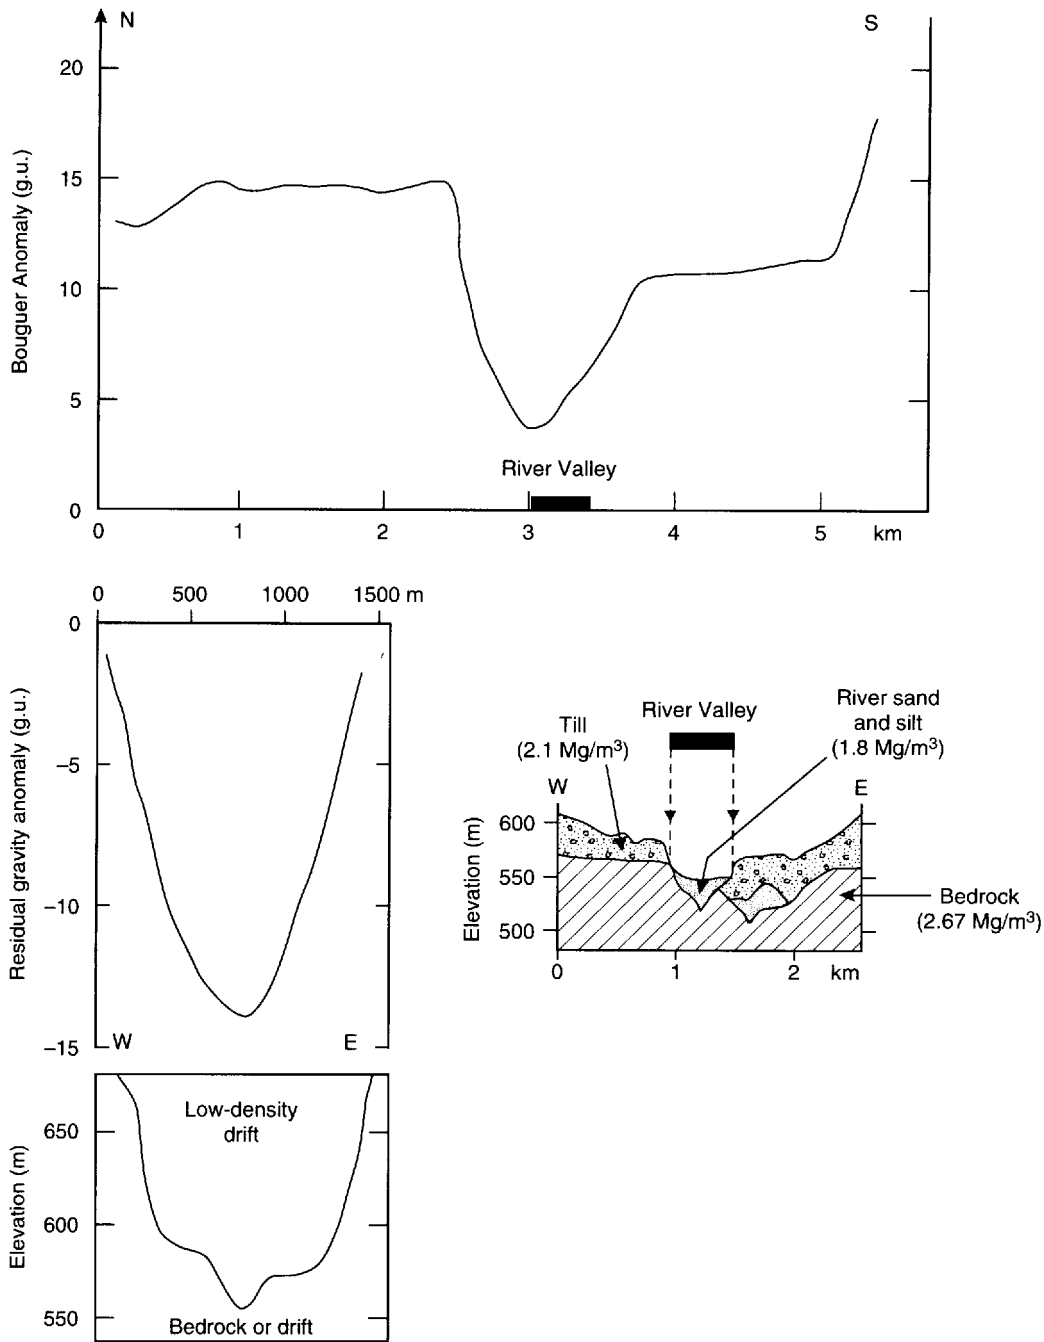 N
S
20
15
10
5
0
Bouguer Anomaly (g.u.)
River Valley
0
1
2
3
4
5
km
0
500
1000
1500 m
0
−5
−10
−15
Residual gravity anomaly (g.u.)
W
E
River Valley
Till
(2.1 Mg/m³)
River sand
and silt
(1.8 Mg/m³)
W
E
600
550
500
Elevation (m)
Bedrock
(2.67 Mg/m³)
0
1
2
km
Low-density
drift
650
600
550
Elevation (m)
Bedrock or drift